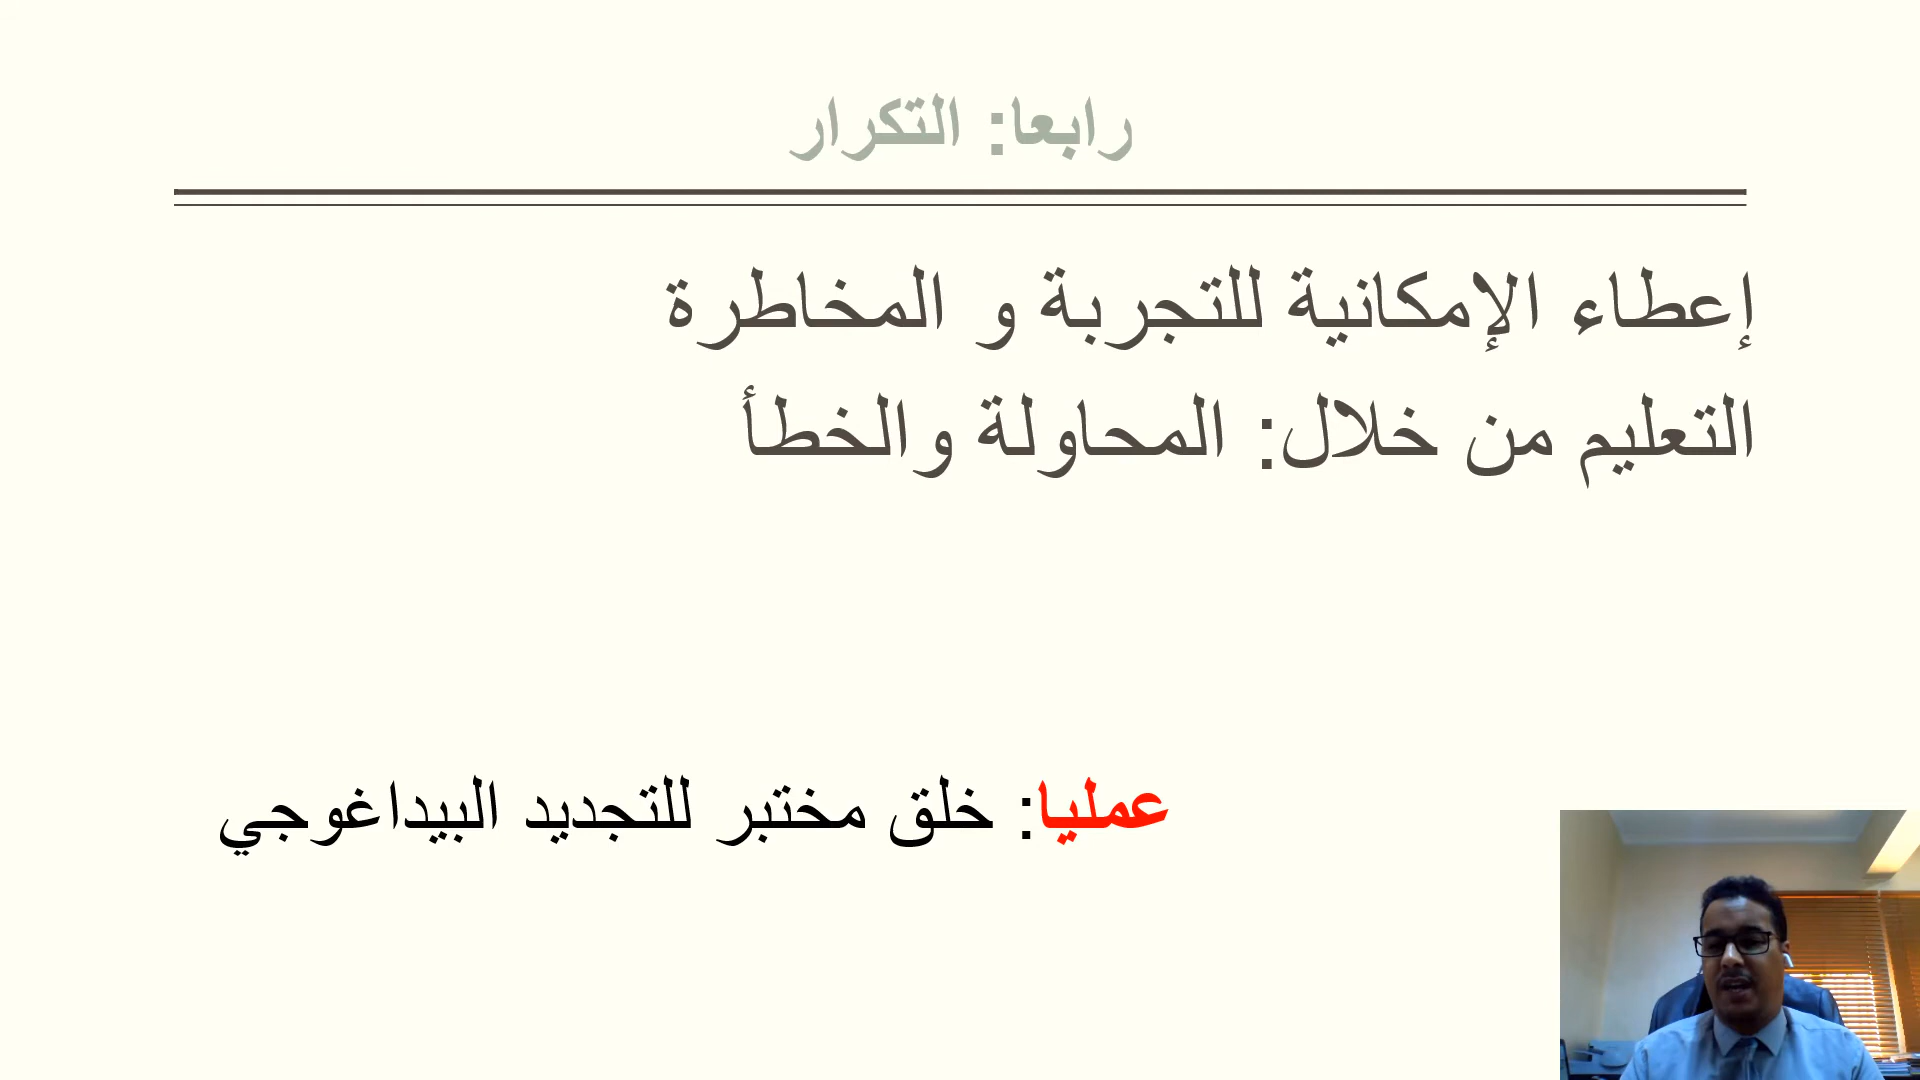 رابعا: التكرار
إعطاء الإمكانية للتجربة و المخاطرة
التعليم من خلال: المحاولة والخطأ
عمليا: خلق مختبر للتجديد البيداغوجي